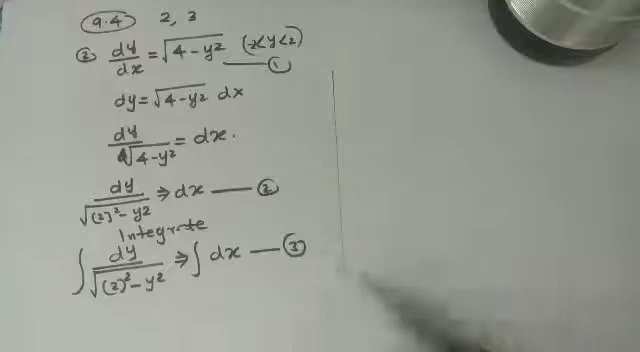 9.4 2, 3
② dy/dx = √4-y² (2<y<2) — ①
dy = √4-y² dx
dy/√4-y² = dx.
dy/√(2)²-y² ⇒ dx — ②
Integrate
∫ dy/√(2)²-y² ⇒ ∫ dx — ③